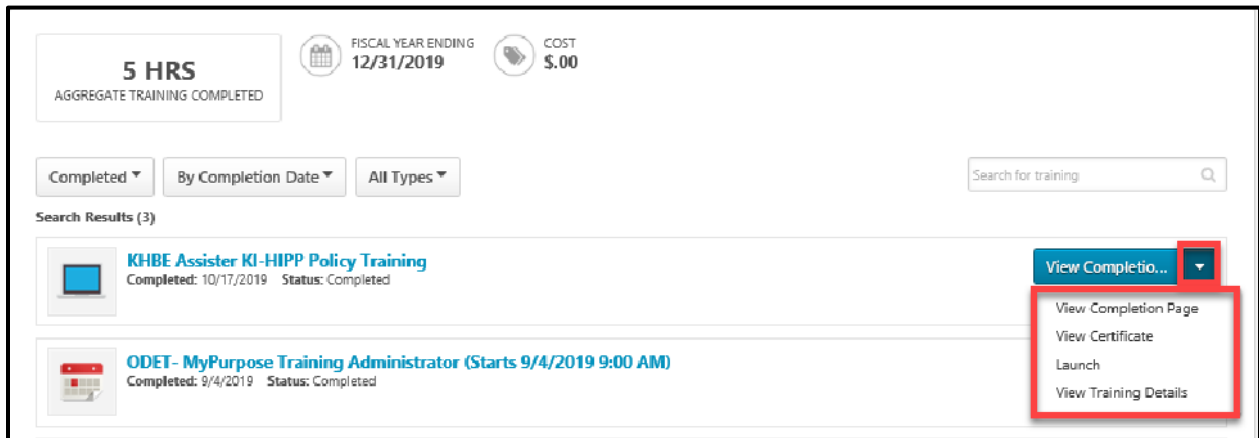 5 HRS
AGGREGATE TRAINING COMPLETED
FISCAL YEAR ENDING
12/31/2019
COST
$.00
Completed
By Completion Date
All Types
Search for training
Search Results (3)
KHBE Assister KI-HIPP Policy Training
Completed: 10/17/2019 Status: Completed
View Completio...
View Completion Page
View Certificate
Launch
View Training Details
ODET- MyPurpose Training Administrator (Starts 9/4/2019 9:00 AM)
Completed: 9/4/2019 Status: Completed